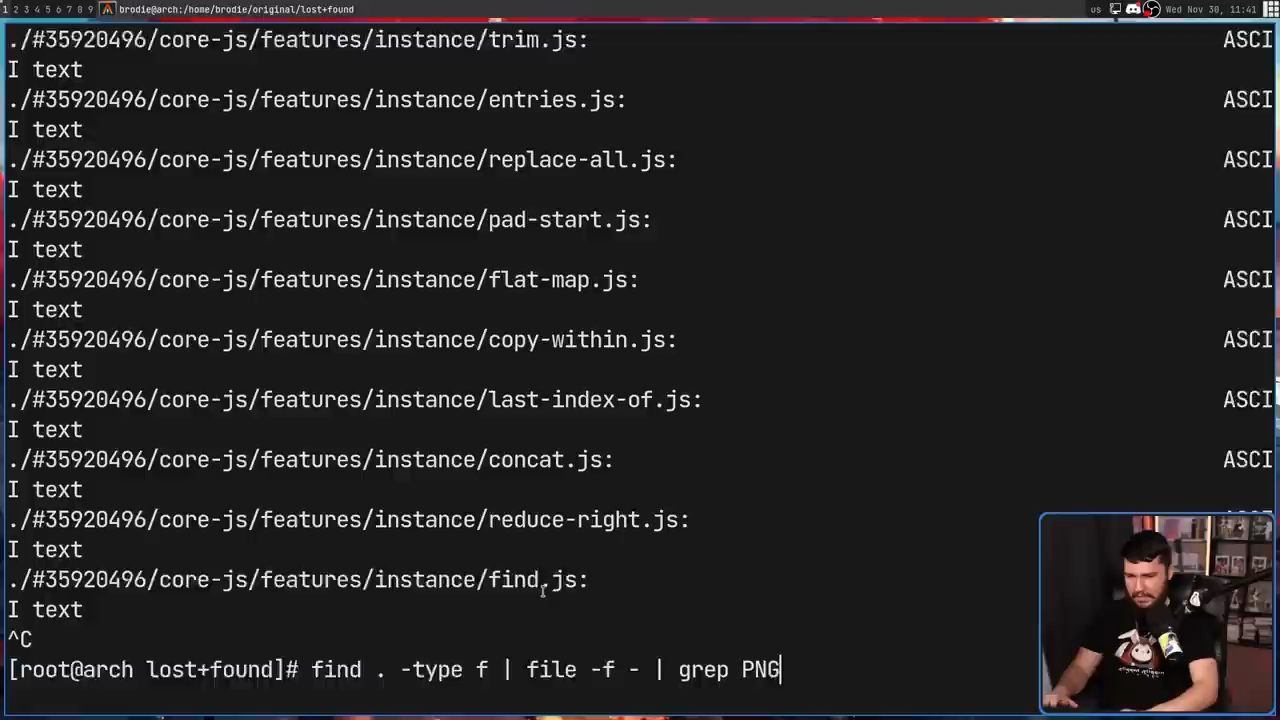 1 2 3 4 5 6 7 8 9 brodie@arch:/home/brodie/original/lost+found us Wed Nov 30, 11:41
./#35920496/core-js/features/instance/trim.js: ASCI
I text
./#35920496/core-js/features/instance/entries.js: ASCI
I text
./#35920496/core-js/features/instance/replace-all.js: ASCI
I text
./#35920496/core-js/features/instance/pad-start.js: ASCI
I text
./#35920496/core-js/features/instance/flat-map.js: ASCI
I text
./#35920496/core-js/features/instance/copy-within.js: ASCI
I text
./#35920496/core-js/features/instance/last-index-of.js: ASCI
I text
./#35920496/core-js/features/instance/concat.js: ASCI
I text
./#35920496/core-js/features/instance/reduce-right.js:
I text
./#35920496/core-js/features/instance/find.js:
I text
^C
[root@arch lost+found]# find . -type f | file -f - | grep PNG